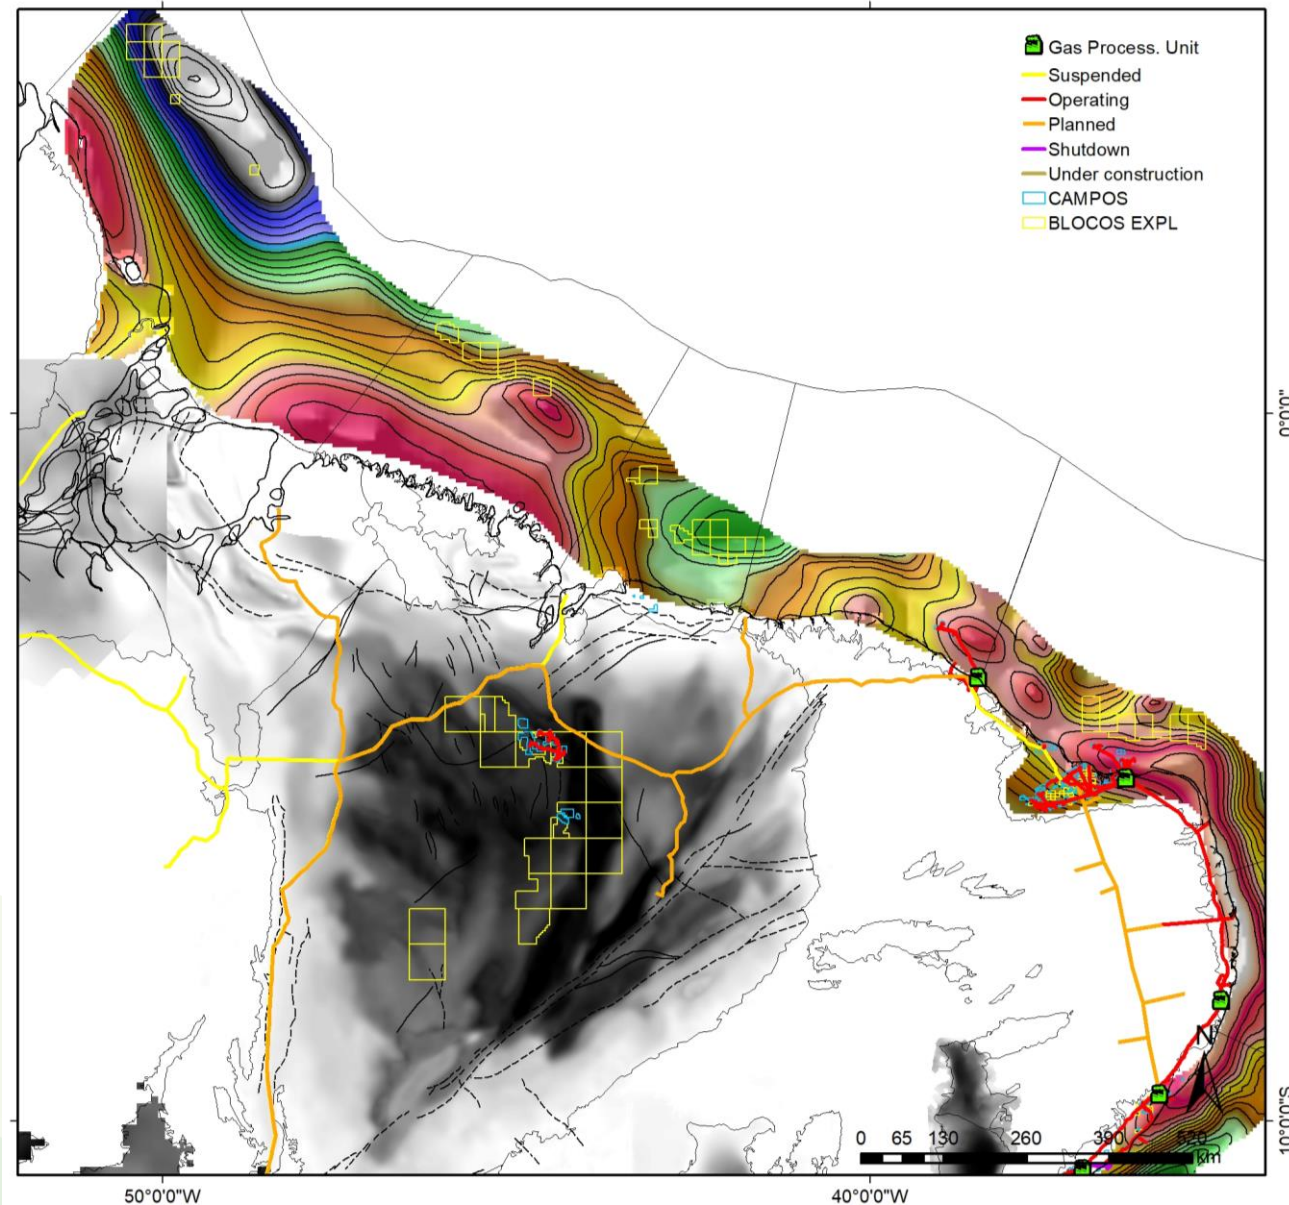 Gas Process. Unit
Suspended
Operating
Planned
Shutdown
Under construction
CAMPOS
BLOCOS EXPL
0°0'0"
N
0 65 130 260 390 520
km
10°0'0"S
50°0'0"W
40°0'0"W